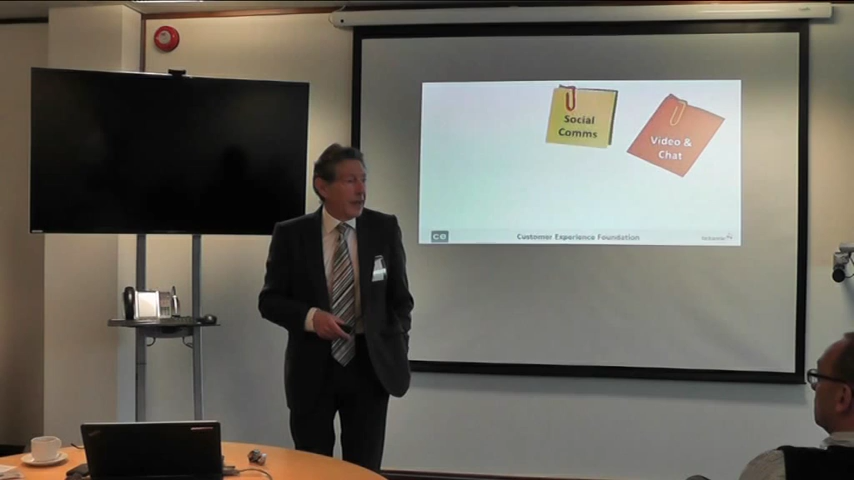 Social
Comms
Video &
Chat
ce
Customer Experience Foundation